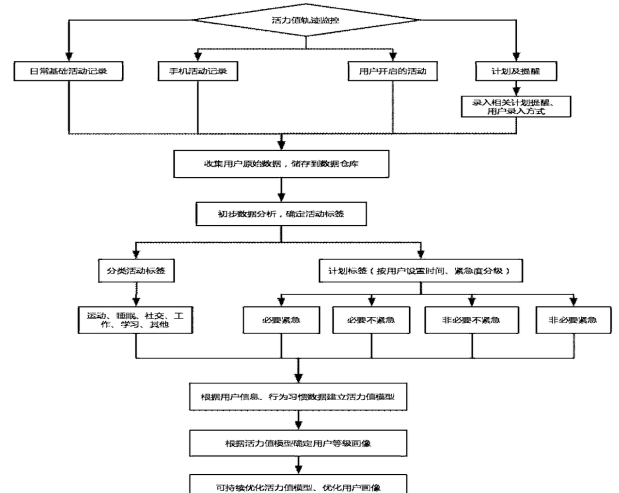 活力值轨迹监控
日常基础活动记录
手机活动记录
用户开启的活动
计划及提醒
录入相关计划提醒、
用户录入方式
收集用户原始数据，储存到数据仓库
初步数据分析，确定活动标签
分类活动标签
计划标签（按用户设置时间、紧急度分级）
运动、睡眠、社交、工
作、学习、其他
必要紧急
必要不紧急
非必要不紧急
非必要紧急
根据用户信息、行为习惯数据建立活力值模型
根据活力值模型确定用户等级画像
可持续优化活力值模型、优化用户画像